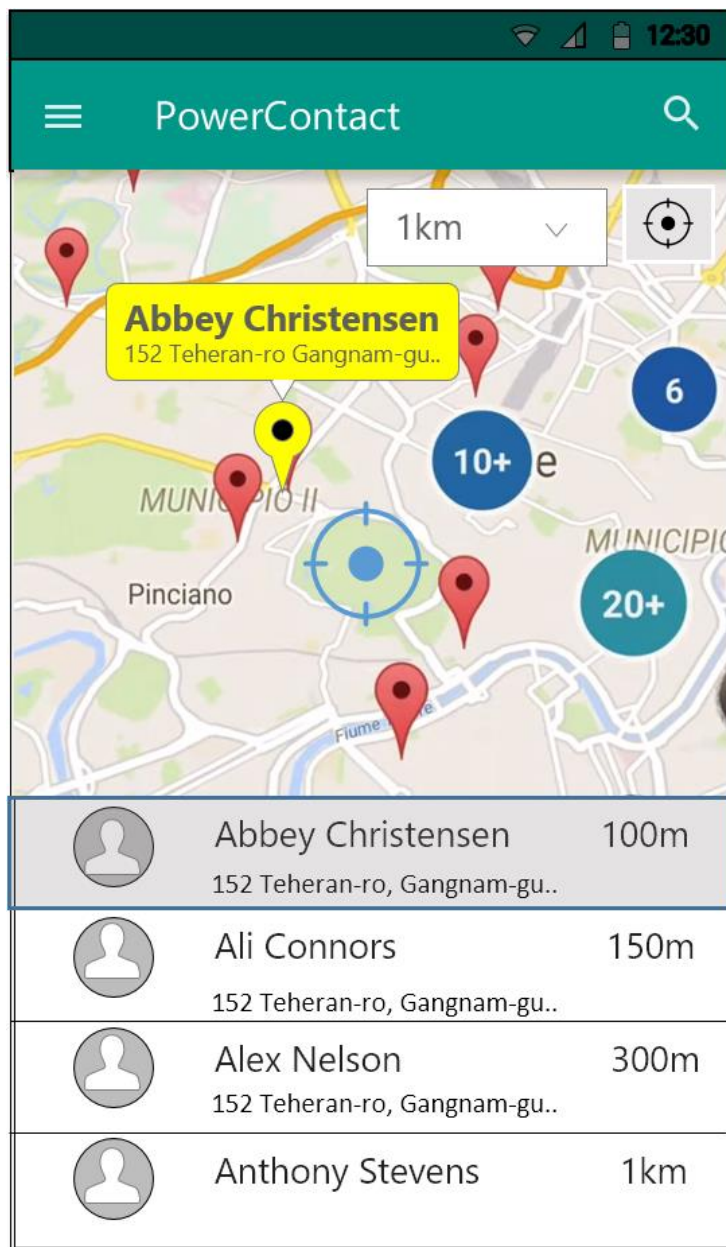 12:30
PowerContact
1km
Abbey Christensen
152 Teheran-ro Gangnam-gu..
6
10+
e
MUNICIPIO II
MUNICIPIO
20+
Pinciano
Fiume
Abbey Christensen 100m
152 Teheran-ro, Gangnam-gu..
Ali Connors 150m
152 Teheran-ro, Gangnam-gu..
Alex Nelson 300m
152 Teheran-ro, Gangnam-gu..
Anthony Stevens 1km